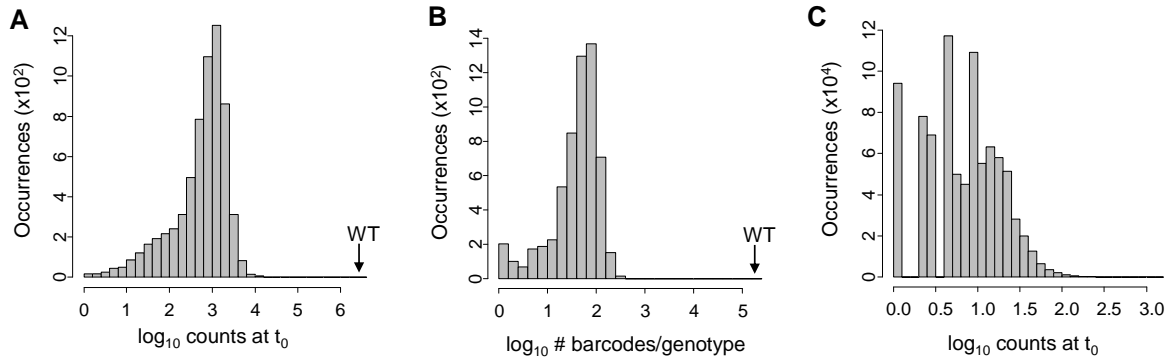 A
Occurrences (x10²)
12
10
8
6
4
2
0
WT
0 1 2 3 4 5 6
log₁₀ counts at t₀
B
Occurrences (x10²)
14
12
10
8
6
4
2
0
WT
0 1 2 3 4 5
log₁₀ # barcodes/genotype
C
Occurrences (x10⁴)
12
10
8
6
4
2
0
0.0 0.5 1.0 1.5 2.0 2.5 3.0
log₁₀ counts at t₀